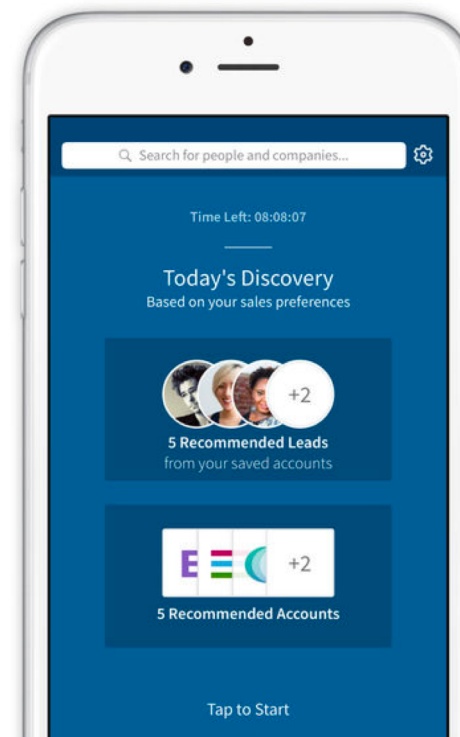 Search for people and companies...
Time Left: 08:08:07
Today's Discovery
Based on your sales preferences
+2
5 Recommended Leads
from your saved accounts
E
+2
5 Recommended Accounts
Tap to Start